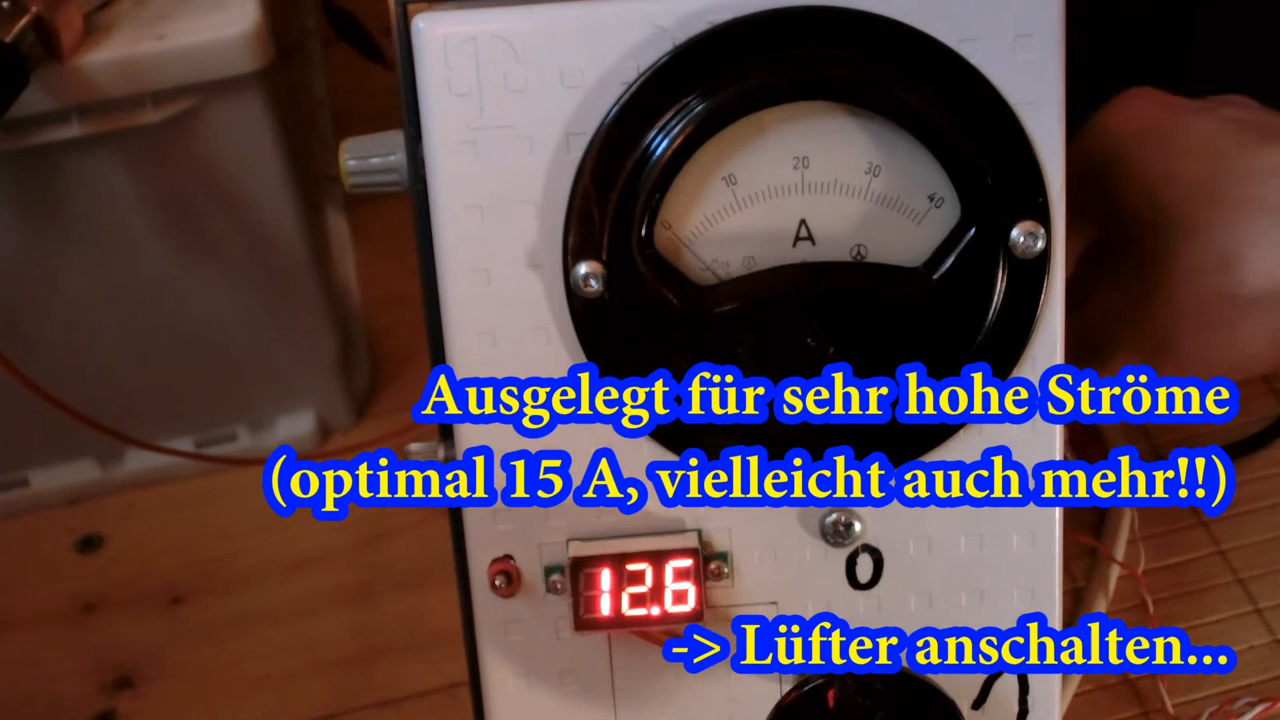 10 20 30 40
0
A
Ausgelegt für sehr hohe Ströme
(optimal 15 A, vielleicht auch mehr!!)
12.6
0
-> Lüfter anschalten...